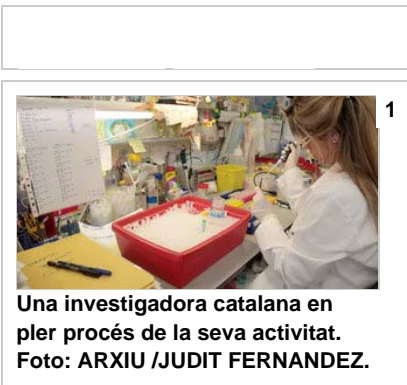 1
Una investigadora catalana en
pler procés de la seva activitat.
Foto: ARXIU /JUDIT FERNANDEZ.